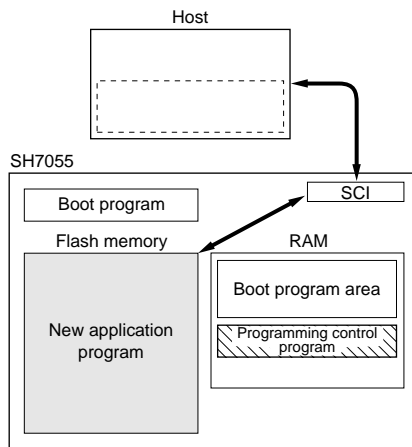 Host
SH7055
SCI
Boot program
Flash memory
RAM
Boot program area
New application
program
Programming control
program